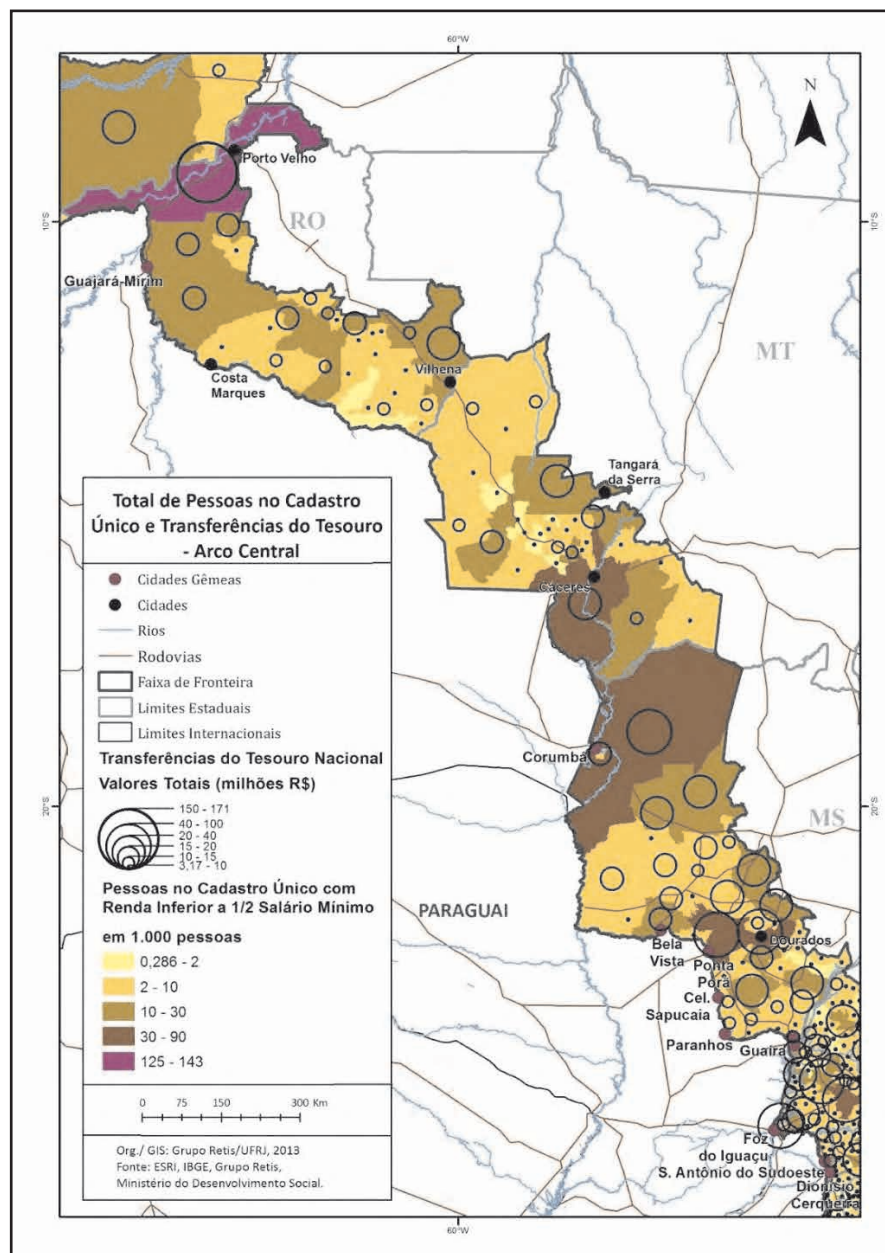 60°W
N
Porto Velho
RO
10°S
10°S
Guajará-Mirim
MT
Vilhena
Costa
Marques
Tangará
da Serra
Total de Pessoas no Cadastro
Único e Transferências do Tesouro
- Arco Central
Cáceres
Cidades Gêmeas
Cidades
Rios
Rodovias
Faixa de Fronteira
Limites Estaduais
Limites Internacionais
Corumbá
Transferências do Tesouro Nacional
Valores Totais (milhões R$)
150 - 171
40 - 100
20 - 40
15 - 20
10 - 15
3,17 - 10
20°S
20°S
MS
Pessoas no Cadastro Único com
Renda Inferior a 1/2 Salário Mínimo
em 1.000 pessoas
0,286 - 2
2 - 10
10 - 30
30 - 90
125 - 143
PARAGUAI
Bela
Vista
Dourados
Ponta
Porã
Cel.
Sapucaia
Paranhos
Guaíra
0 75 150 300 Km
Foz
do Iguaçu
S. Antônio do Sudoeste
Dionísio
Cerqueira
Org./ GIS: Grupo Retis/UFRJ, 2013
Fonte: ESRI, IBGE, Grupo Retis,
Ministério do Desenvolvimento Social.
60°W